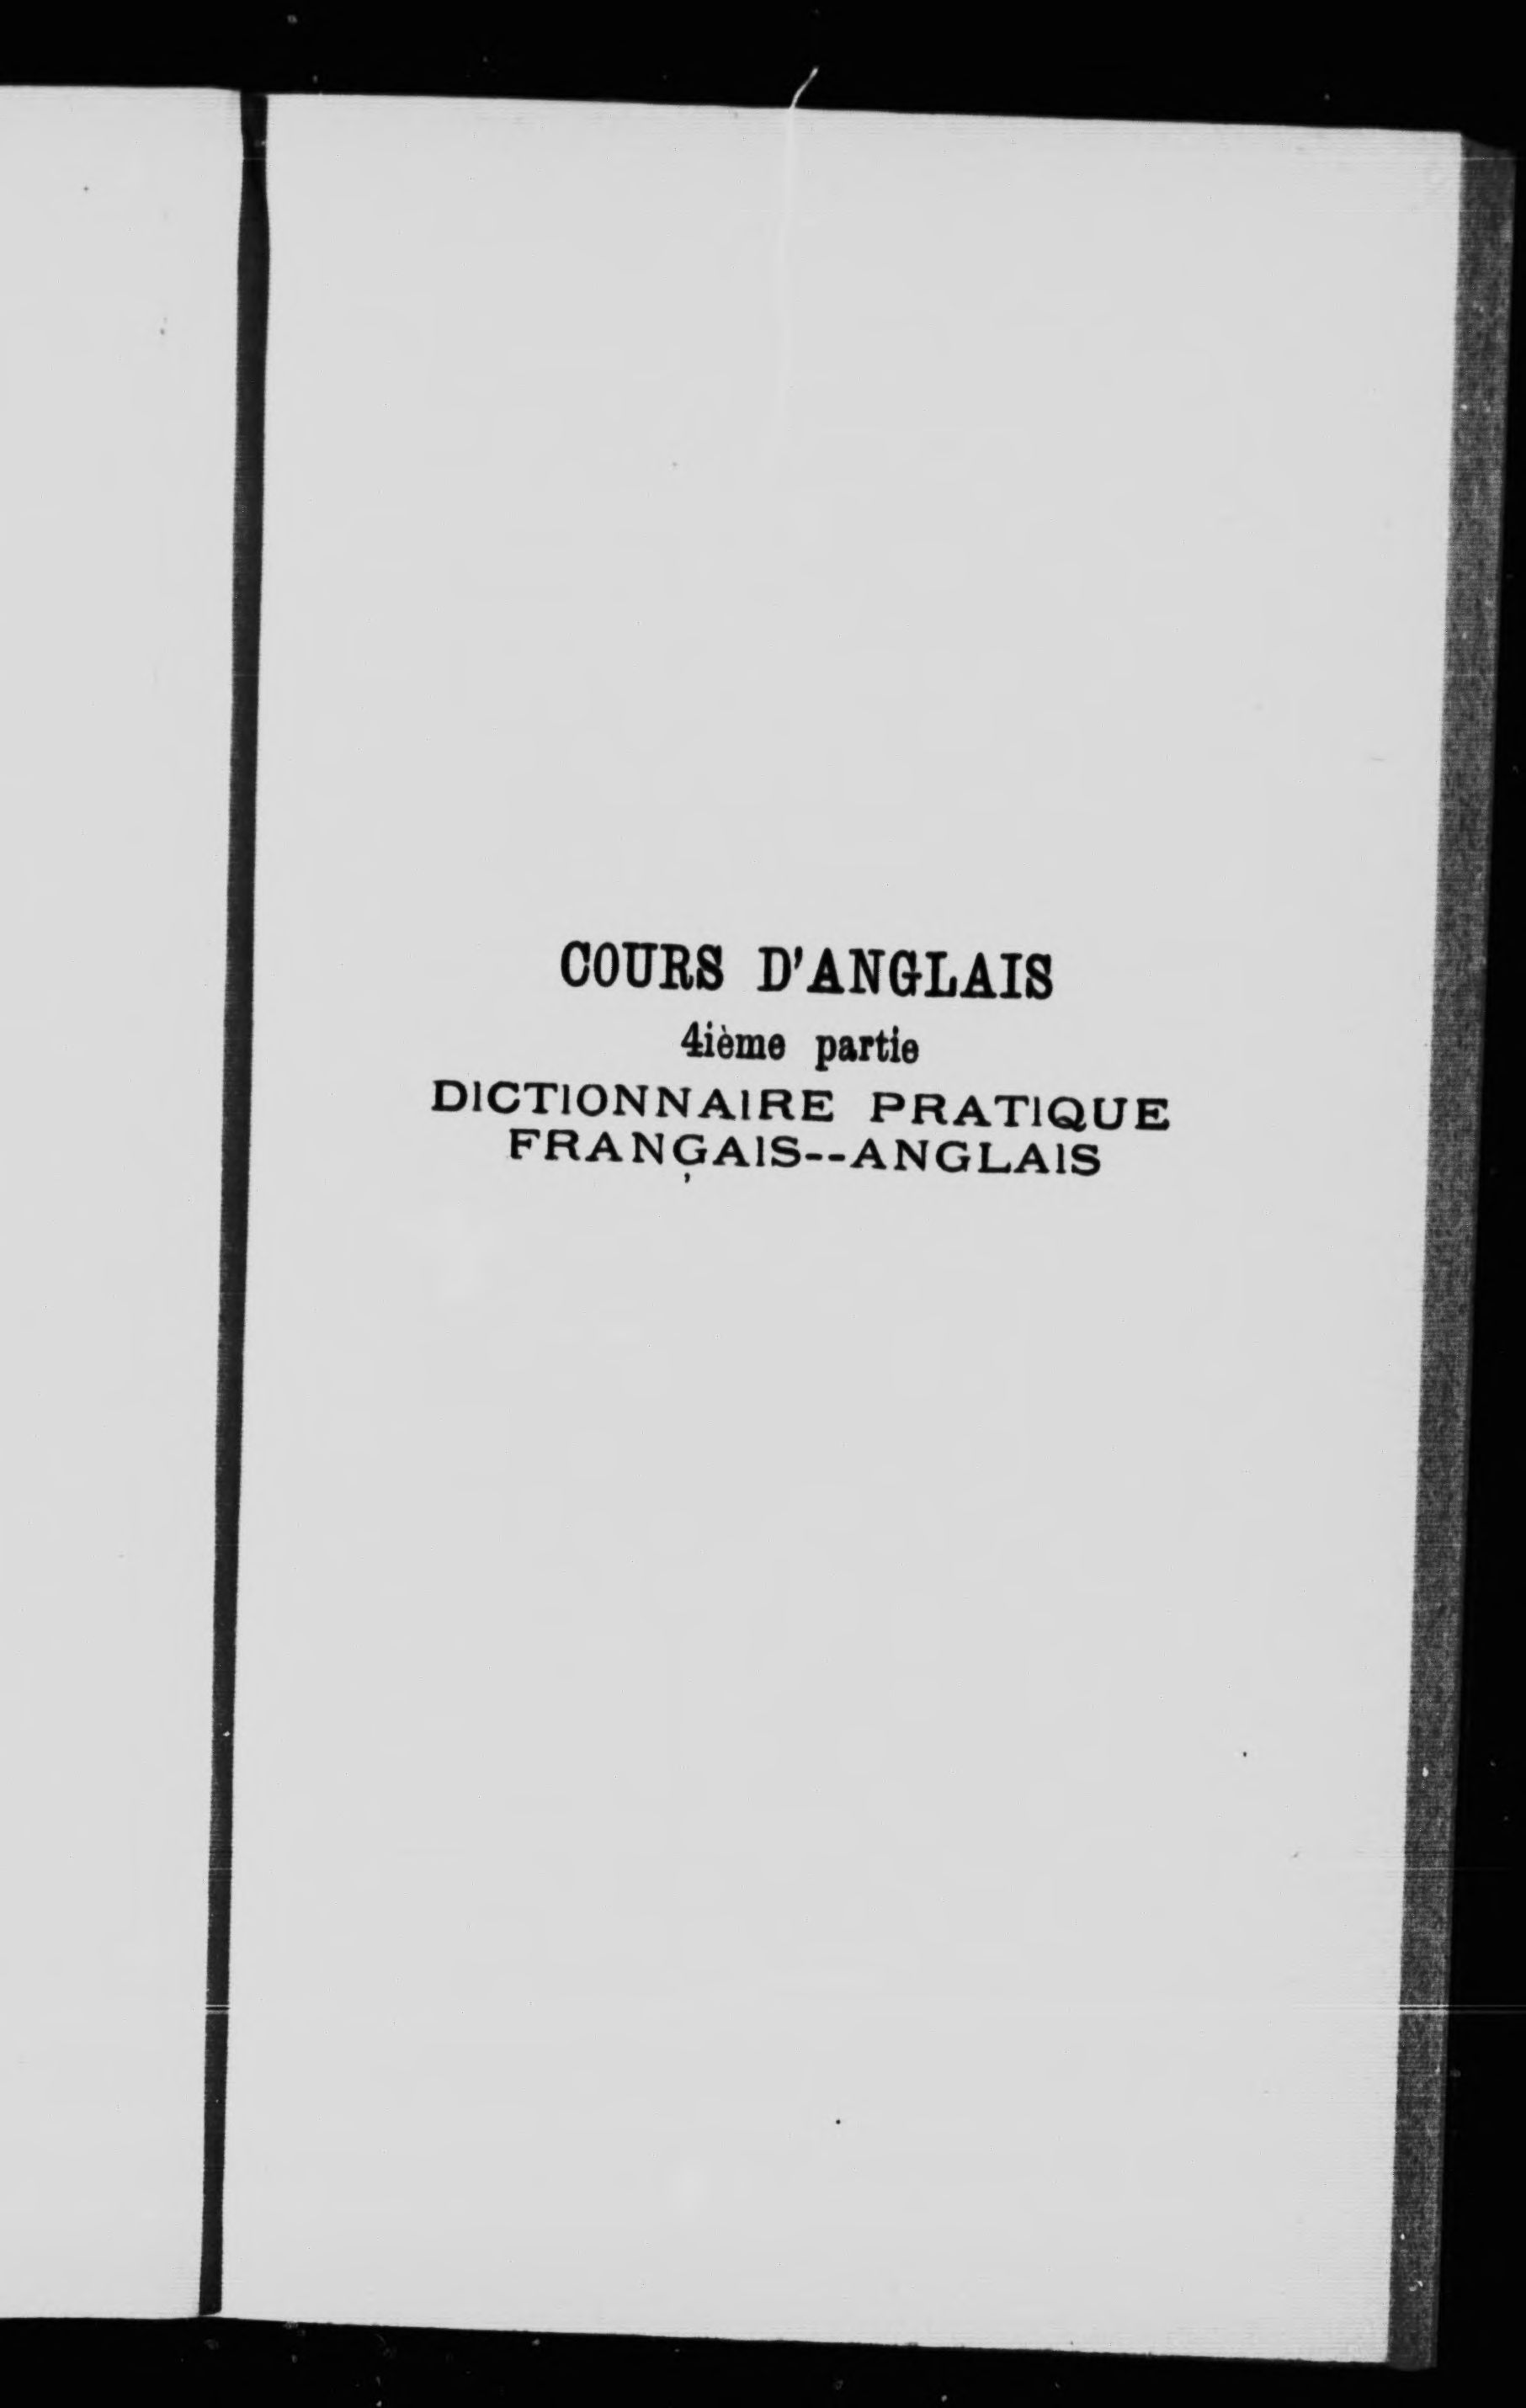 COURS D'ANGLAIS
4ième partie
DICTIONNAIRE PRATIQUE
FRANÇAIS--ANGLAIS